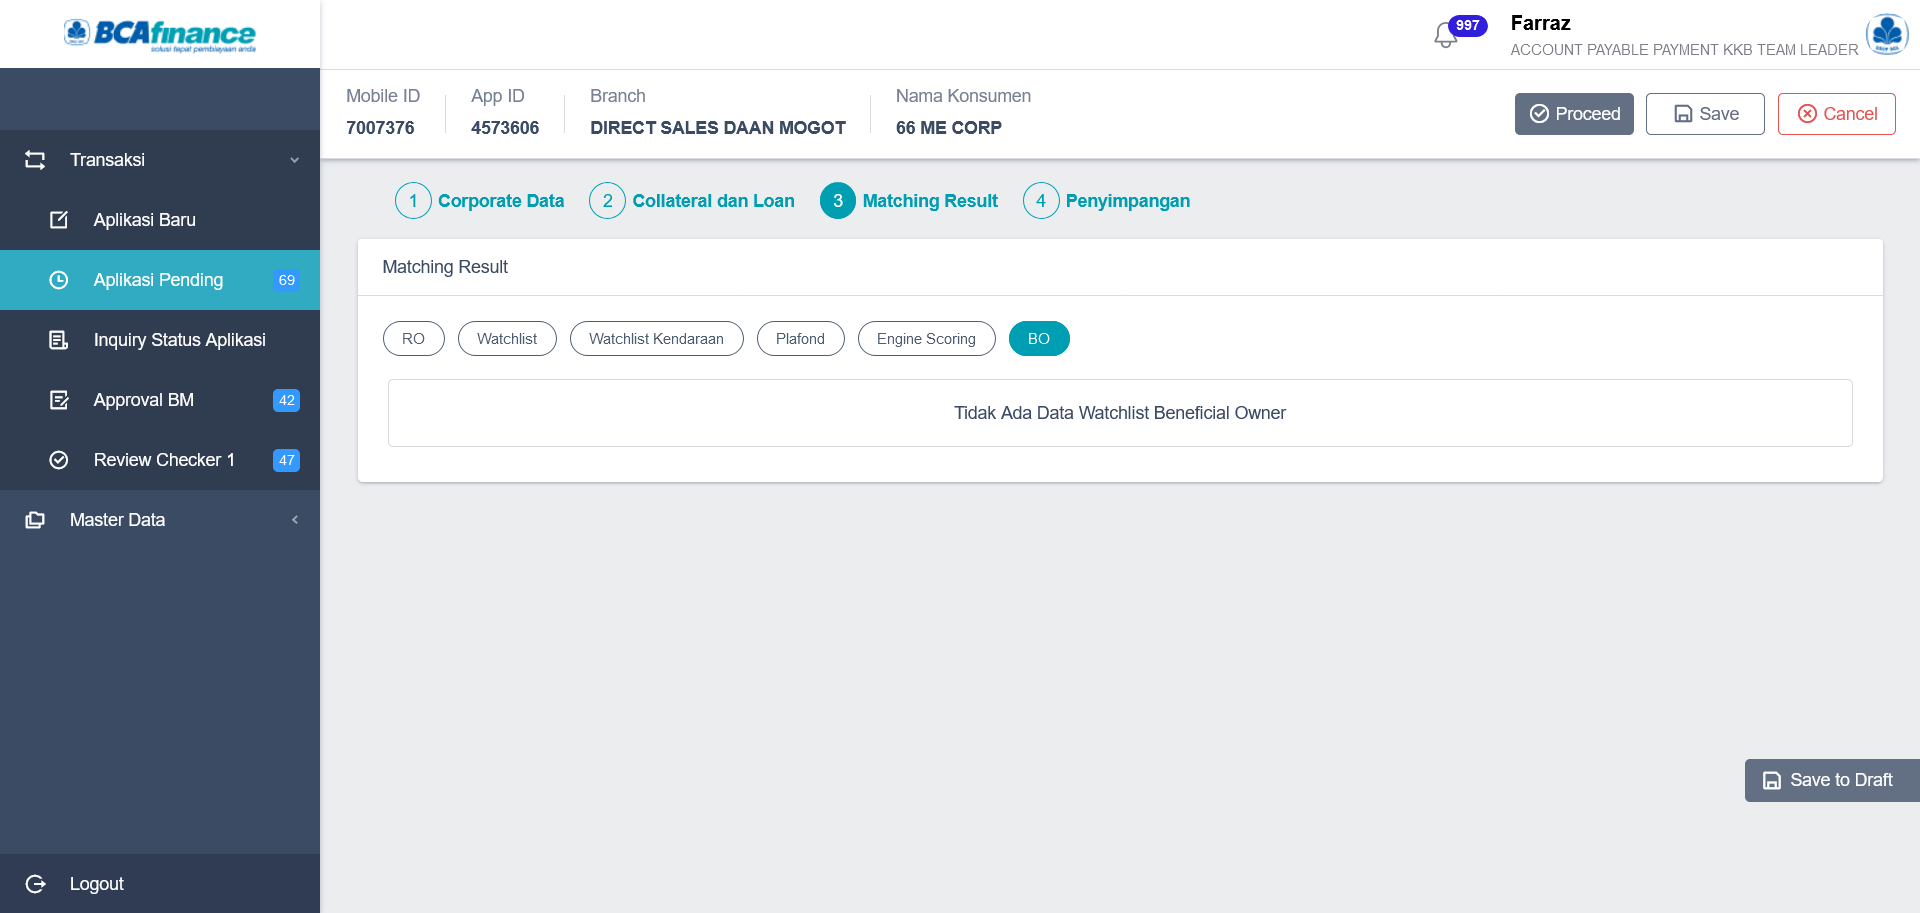 BCAfinance
solusi tepat pembiayaan anda
997
Farraz
ACCOUNT PAYABLE PAYMENT KKB TEAM LEADER
Mobile ID
7007376
App ID
4573606
Branch
DIRECT SALES DAAN MOGOT
Nama Konsumen
66 ME CORP
Proceed
Save
Cancel
Transaksi
Aplikasi Baru
Aplikasi Pending 69
Inquiry Status Aplikasi
Approval BM 42
Review Checker 1 47
Master Data
Logout
1 Corporate Data 2 Collateral dan Loan 3 Matching Result 4 Penyimpangan
Matching Result
RO Watchlist Watchlist Kendaraan Plafond Engine Scoring BO
Tidak Ada Data Watchlist Beneficial Owner
Save to Draft